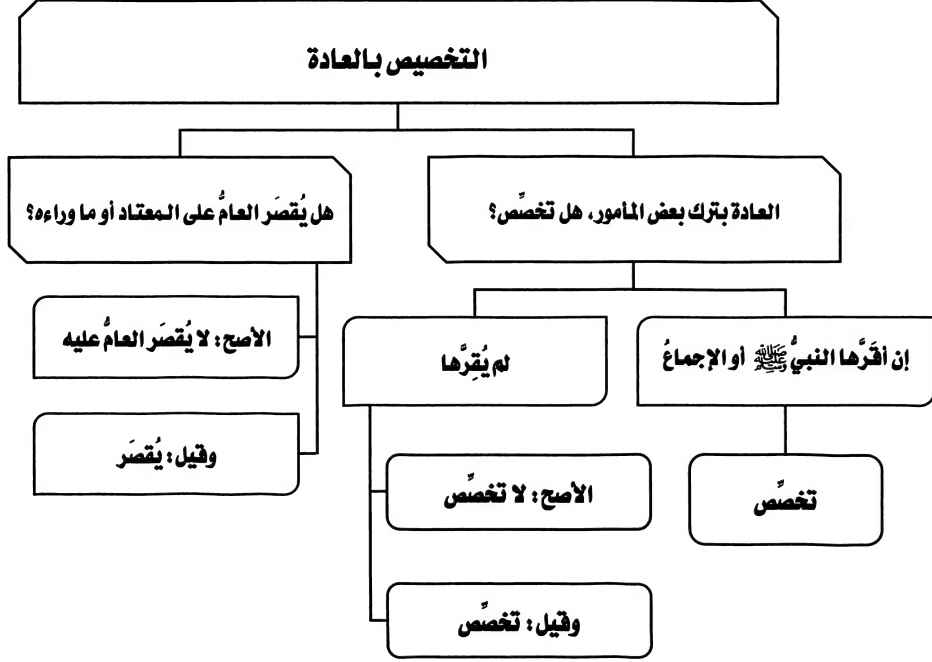 التخصيص بالعادة
العادة بترك بعض المأمور، هل تخصِّص؟
هل يُقصَر العامُّ على المعتاد أو ما وراءه؟
إن أقَرَّها النبيُّ ﷺ أو الإجماعُ
لم يُقِرَّها
الأصح: لا يُقصَر العامُّ عليه
وقيل: يُقصَر
تخصِّص
الأصح: لا تخصِّص
وقيل: تخصِّص